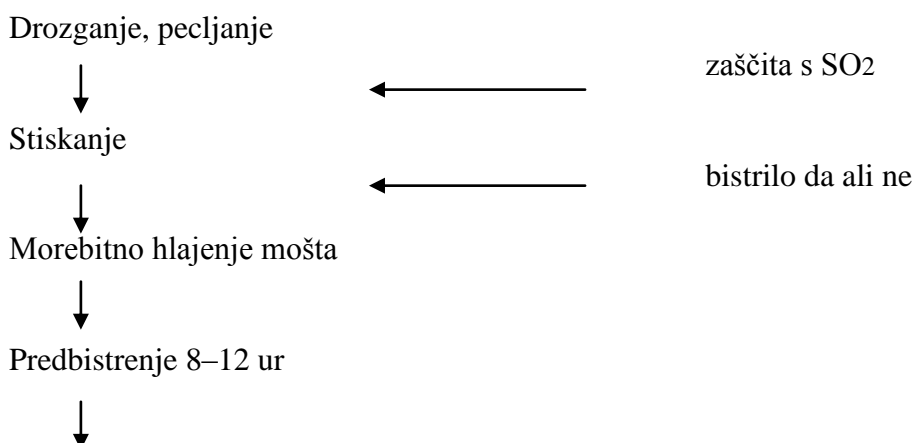 Drozganje, pecljanje
zaščita s SO2
Stiskanje
bistrilo da ali ne
Morebitno hlajenje mošta
Predbistrenje 8–12 ur